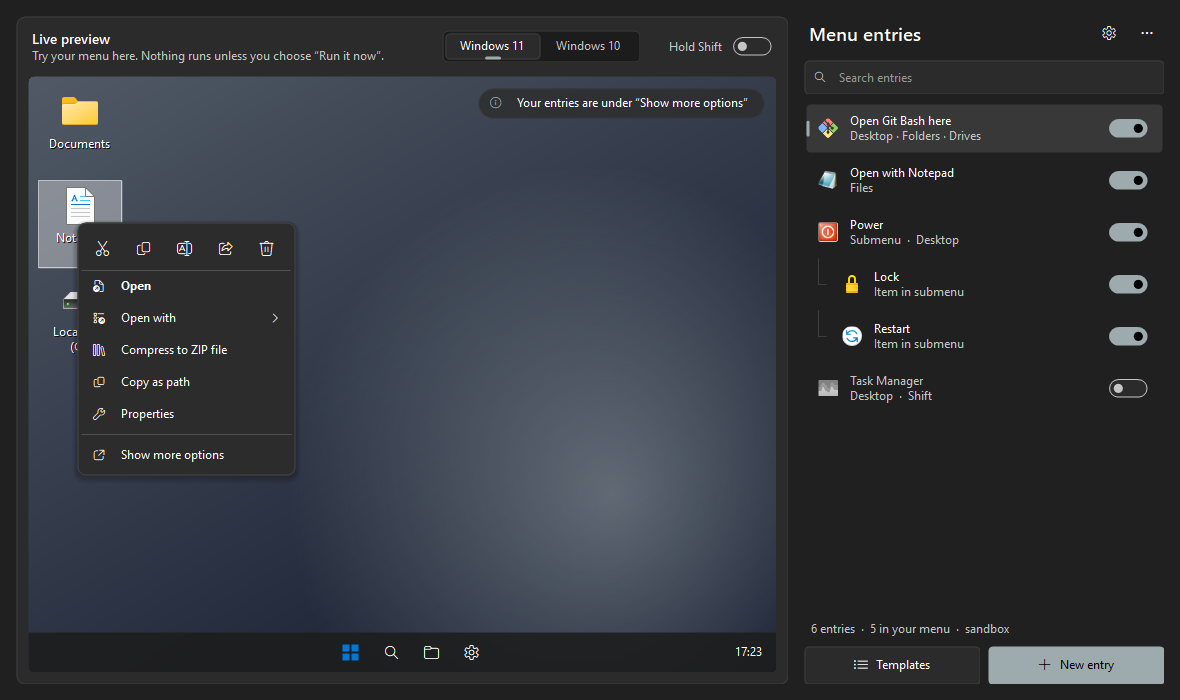 Live preview
Try your menu here. Nothing runs unless you choose “Run it now”.
Windows 11
Windows 10
Hold Shift
Your entries are under “Show more options”
Documents
Open
Open with
Compress to ZIP file
Copy as path
Properties
Show more options
17:23
Menu entries
Search entries
Open Git Bash here
Desktop · Folders · Drives
Open with Notepad
Files
Power
Submenu · Desktop
Lock
Item in submenu
Restart
Item in submenu
Task Manager
Desktop · Shift
6 entries · 5 in your menu · sandbox
Templates
New entry